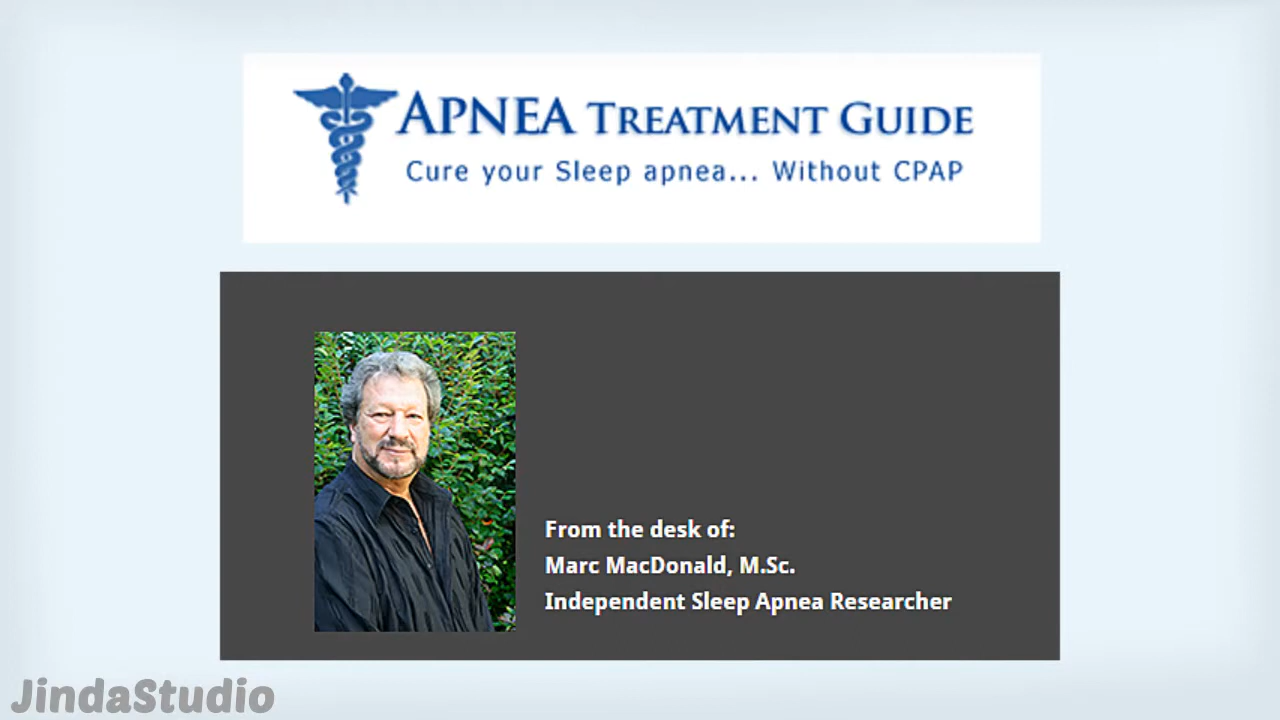 APNEA TREATMENT GUIDE
Cure your Sleep apnea... Without CPAP
From the desk of:
Marc MacDonald, M.Sc.
Independent Sleep Apnea Researcher
JindaStudio